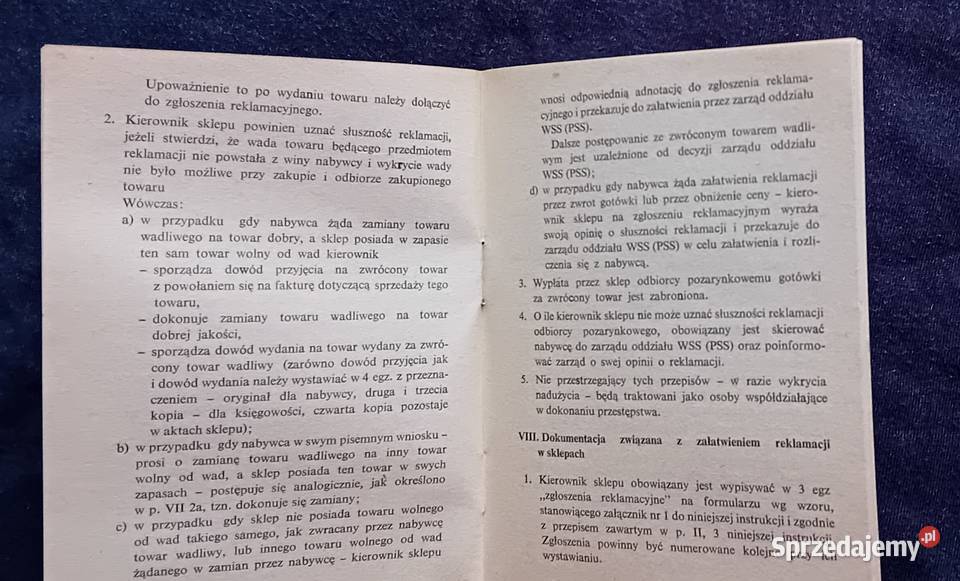 Upoważnienie to po wydaniu towaru należy dołączyć
do zgłoszenia reklamacyjnego.
2. Kierownik sklepu powinien uznać słuszność reklamacji,
jeżeli stwierdzi, że wada towaru będącego przedmiotem
reklamacji nie powstała z winy nabywcy i wykrycie wady
nie było możliwe przy zakupie i odbiorze zakupionego
towaru
Wówczas:
a) w przypadku gdy nabywca żąda zamiany towaru
wadliwego na towar dobry, a sklep posiada w zapasie
ten sam towar wolny od wad kierownik
– sporządza dowód przyjęcia na zwrócony towar
z powołaniem się na fakturę dotyczącą sprzedaży tego
towaru,
– dokonuje zamiany towaru wadliwego na towar
dobrej jakości,
– sporządza dowód wydania na towar wydany za zwró-
cony towar wadliwy (zarówno dowód przyjęcia jak
i dowód wydania należy wystawiać w 4 egz. z przezna-
czeniem – oryginał dla nabywcy, druga i trzecia
kopia – dla księgowości, czwarta kopia pozostaje
w aktach sklepu);
b) w przypadku gdy nabywca w swym pisemnym wniosku –
prosi o zamianę towaru wadliwego na inny towar
wolny od wad, a sklep posiada ten towar w swych
zapasach – postępuje się analogicznie, jak określono
w p. VII 2a, tzn. dokonuje się zamiany;
c) w przypadku gdy sklep nie posiada towaru wolnego
od wad takiego samego, jak zwracany przez nabywcę
towar wadliwy, lub innego towaru wolnego od wad
żądanego w zamian przez nabywcę – kierownik sklepu
wnosi odpowiednią adnotację do zgłoszenia reklama-
cyjnego i przekazuje do załatwienia przez zarząd oddziału
WSS (PSS).
Dalsze postępowanie ze zwróconym towarem wadli-
wym jest uzależnione od decyzji zarządu oddziału
WSS (PSS);
d) w przypadku gdy nabywca żąda załatwienia reklamacji
przez zwrot gotówki lub przez obniżenie ceny – kiero-
wnik sklepu na zgłoszeniu reklamacyjnym wyraża
swoją opinię o słuszności reklamacji i przekazuje do
zarządu oddziału WSS (PSS) w celu załatwienia i rozli-
czenia się z nabywcą.
3. Wypłata przez sklep odbiorcy pozarynkowemu gotówki
za zwrócony towar jest zabroniona.
4. O ile kierownik sklepu nie może uznać słuszności reklamacji
odbiorcy pozarynkowego, obowiązany jest skierować
nabywcę do zarządu oddziału WSS (PSS) oraz poinformo-
wać zarząd o swej opinii o reklamacji.
5. Nie przestrzegający tych przepisów – w razie wykrycia
nadużycia – będą traktowani jako osoby współdziałające
w dokonaniu przestępstwa.
VIII. Dokumentacja związana z załatwieniem reklamacji
w sklepach
1. Kierownik sklepu obowiązany jest wypisywać w 3 egz
„zgłoszenia reklamacyjne” na formularzu wg wzoru,
stanowiącego załącznik nr 1 do niniejszej instrukcji i zgodnie
z przepisem zawartym w p. II, 3 niniejszej instrukcji.
Zgłoszenia powinny być numerowane kolejno przy ich
wystawianiu.
Sprzedajemy.pl